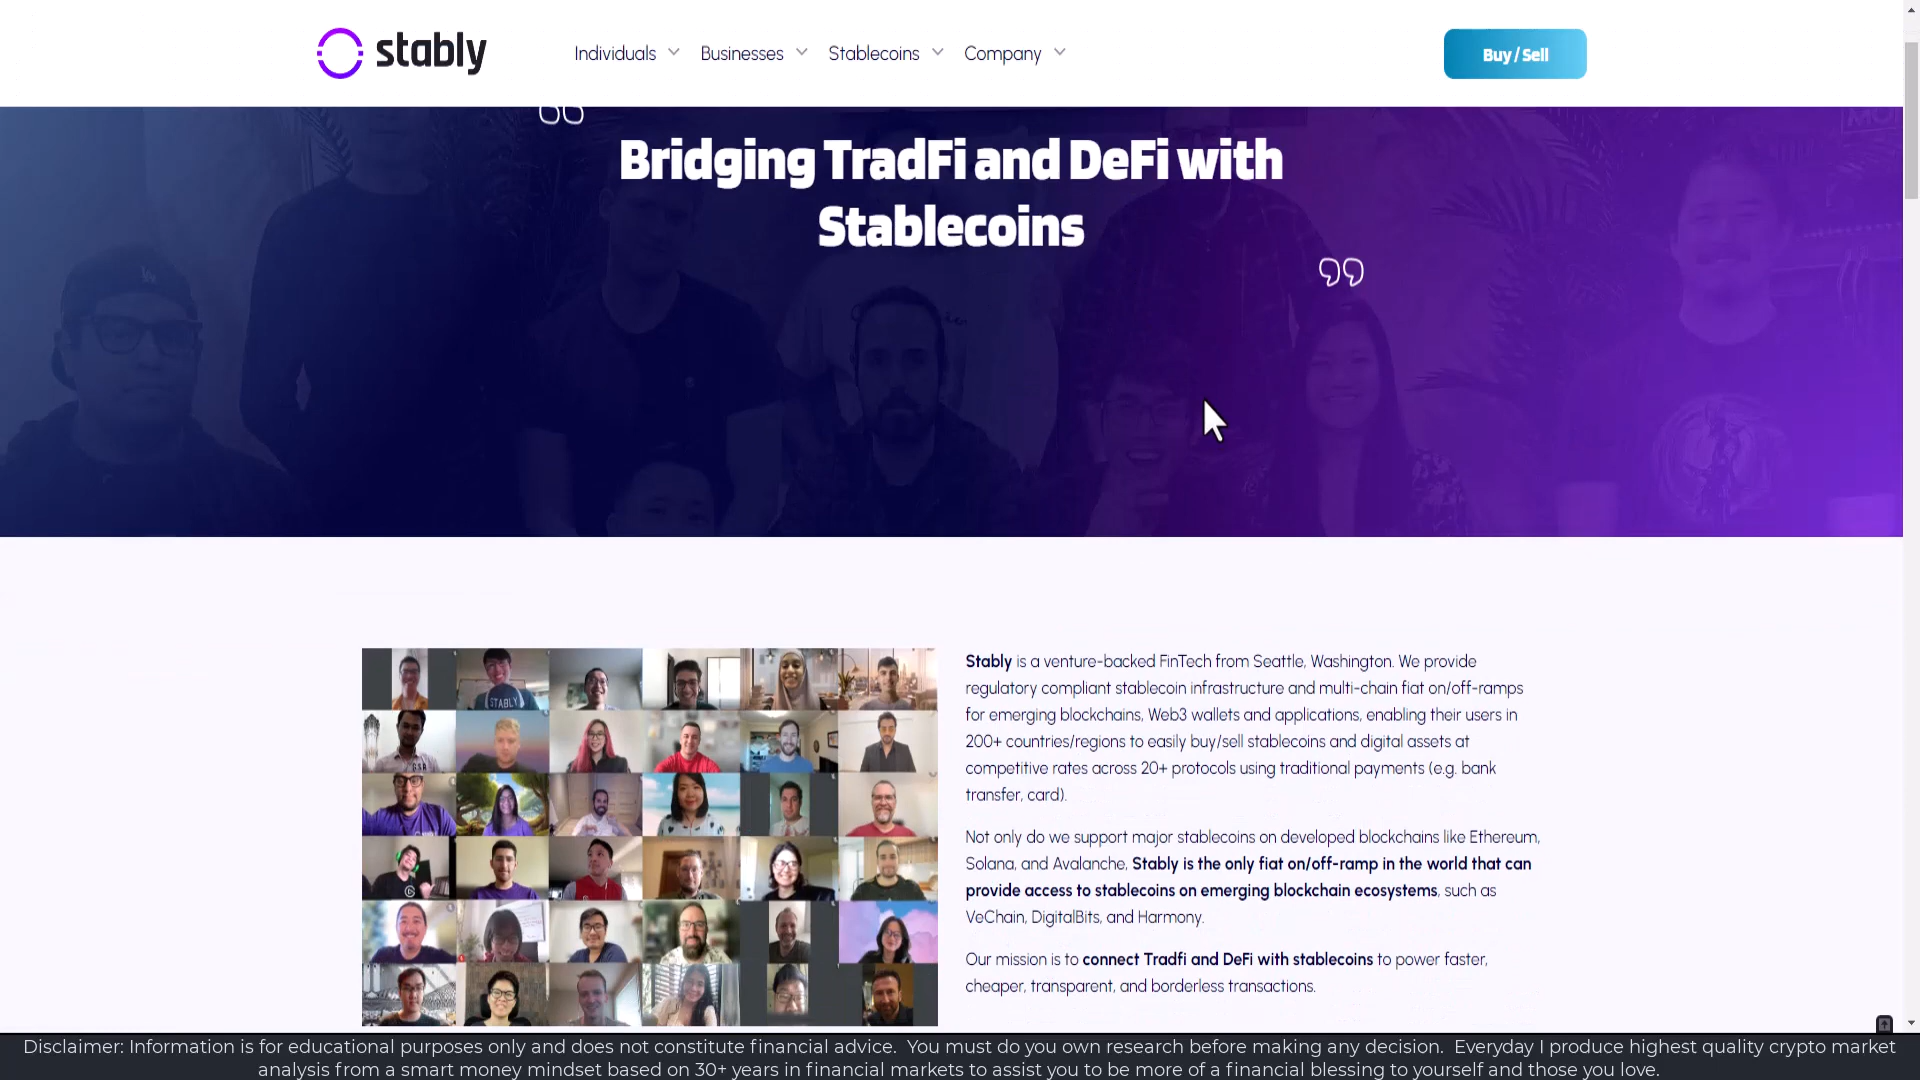 stably
Individuals
Businesses
Stablecoins
Company
Buy / Sell
Bridging TradFi and DeFi with
Stablecoins
STABLY
Stably is a venture-backed FinTech from Seattle, Washington. We provide
regulatory compliant stablecoin infrastructure and multi-chain fiat on/off-ramps
for emerging blockchains, Web3 wallets and applications, enabling their users in
200+ countries/regions to easily buy/sell stablecoins and digital assets at
competitive rates across 20+ protocols using traditional payments (e.g. bank
transfer, card).
Not only do we support major stablecoins on developed blockchains like Ethereum,
Solana, and Avalanche, Stably is the only fiat on/off-ramp in the world that can
provide access to stablecoins on emerging blockchain ecosystems, such as
VeChain, DigitalBits, and Harmony.
Our mission is to connect Tradfi and DeFi with stablecoins to power faster,
cheaper, transparent, and borderless transactions.
Disclaimer: Information is for educational purposes only and does not constitute financial advice. You must do you own research before making any decision. Everyday I produce highest quality crypto market
analysis from a smart money mindset based on 30+ years in financial markets to assist you to be more of a financial blessing to yourself and those you love.